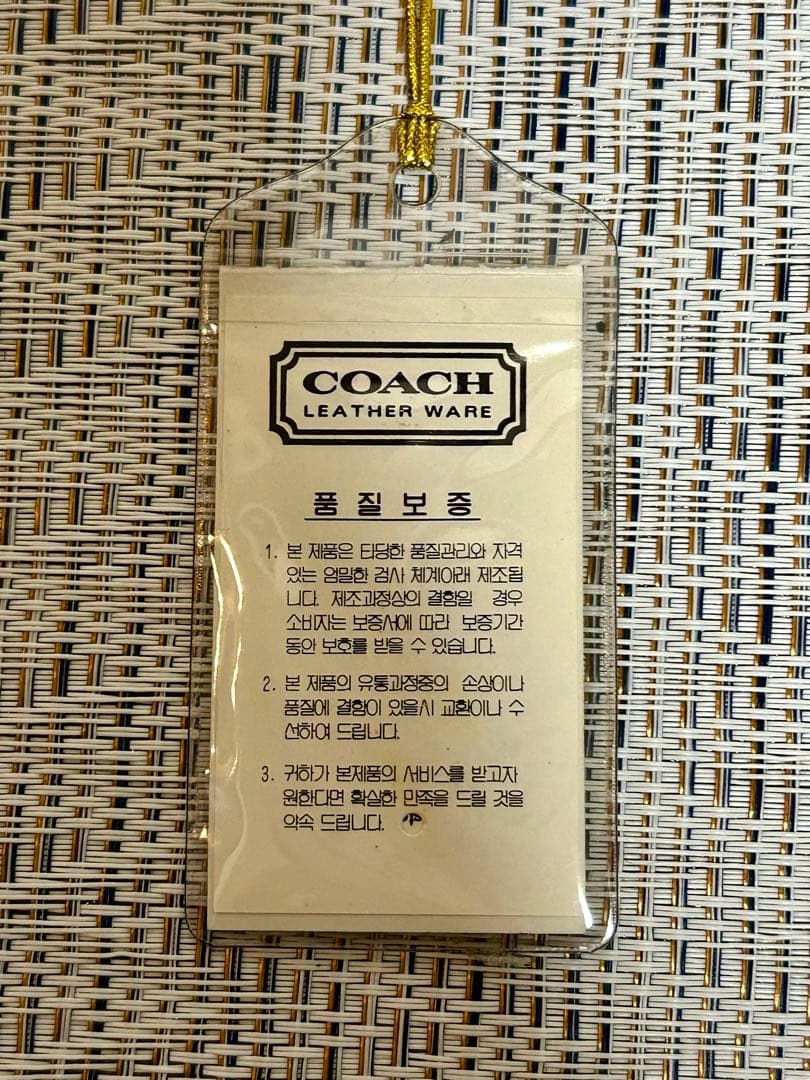 COACH
LEATHER WARE
품질보증
1. 본 제품은 타당한 품질관리와 자격
있는 엄밀한 검사 체계아래 제조됩
니다. 제조과정상의 결함일 경우
소비자는 보증서에 따라 보증기간
동안 보호를 받을 수 있습니다.
2. 본 제품의 유통과정중의 손상이나
품질에 결함이 있을시 교환이나 수
선하여 드립니다.
3. 귀하가 본제품의 서비스를 받고자
원한다면 확실한 만족을 드릴 것을
약속 드립니다.